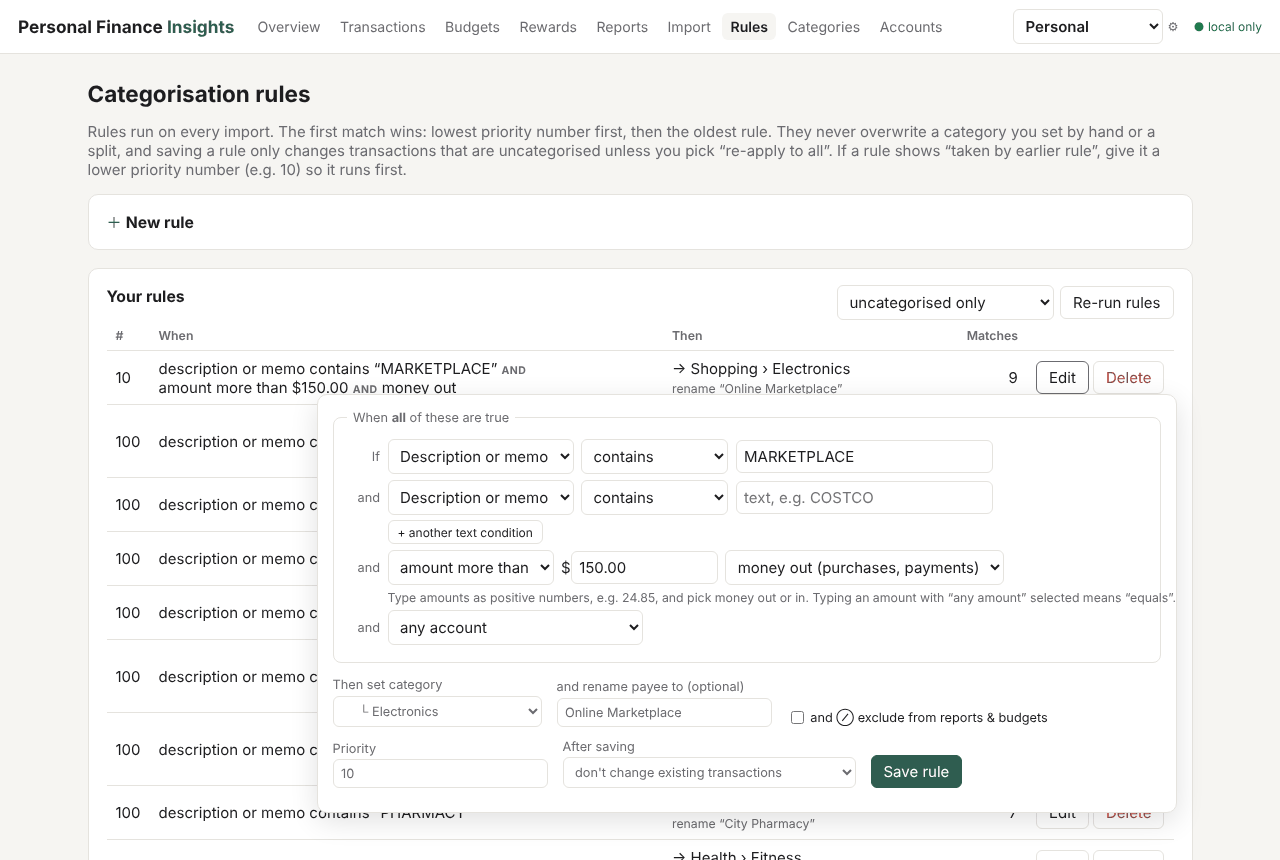 Personal Finance Insights Overview Transactions Budgets Rewards Reports Import Rules Categories Accounts Personal ⚙ local only
Categorisation rules
Rules run on every import. The first match wins: lowest priority number first, then the oldest rule. They never overwrite a category you set by hand or a
split, and saving a rule only changes transactions that are uncategorised unless you pick “re-apply to all”. If a rule shows “taken by earlier rule”, give it a
lower priority number (e.g. 10) so it runs first.
+ New rule
Your rules uncategorised only Re-run rules
# When Then Matches
10 description or memo contains “MARKETPLACE” AND → Shopping › Electronics 9 Edit Delete
amount more than $150.00 AND money out rename “Online Marketplace”
When all of these are true
100 description or memo c
If Description or memo contains MARKETPLACE
and Description or memo contains text, e.g. COSTCO
100 description or memo c
+ another text condition
100 description or memo c
and amount more than $ 150.00 money out (purchases, payments)
Type amounts as positive numbers, e.g. 24.85, and pick money out or in. Typing an amount with “any amount” selected means “equals”.
100 description or memo c
and any account
100 description or memo c
Then set category and rename payee to (optional)
└ Electronics Online Marketplace and exclude from reports & budgets
100 description or memo c
Priority After saving
10 don't change existing transactions Save rule
100 description or memo contains “PHARMACY” 7 Edit Delete
rename “City Pharmacy”
→ Health › Fitness